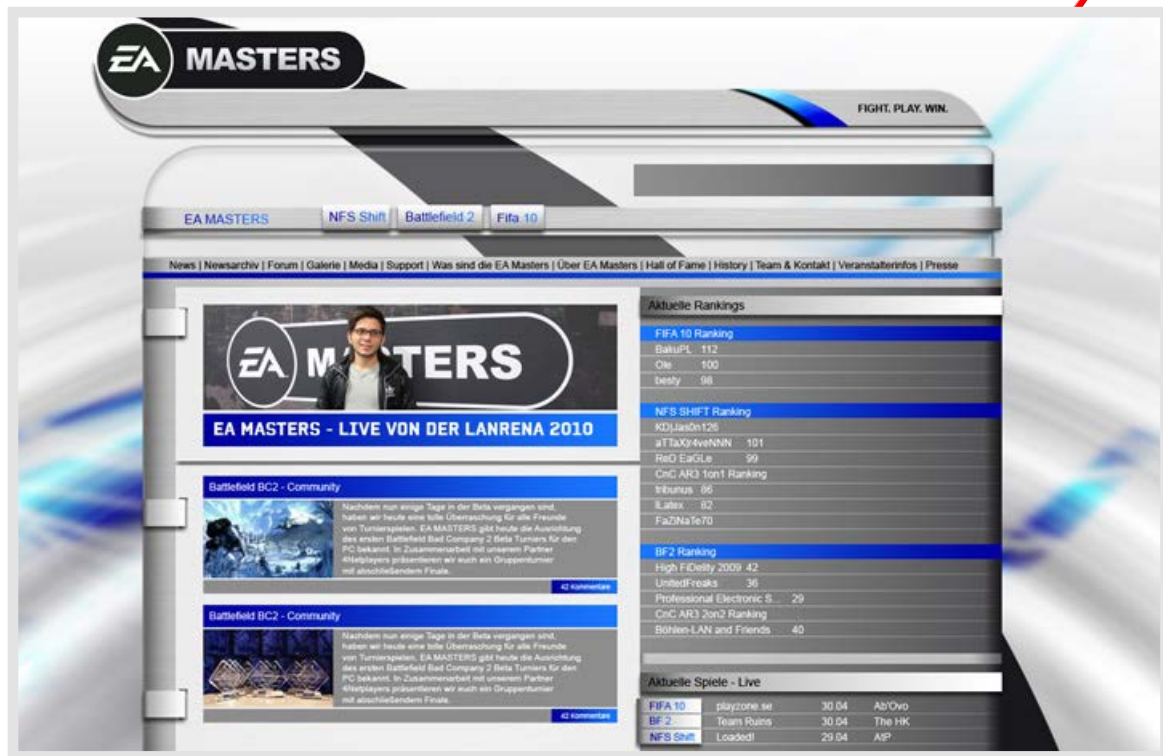 EA MASTERS
FIGHT. PLAY. WIN.
EA MASTERS NFS Shift Battlefield 2 Fifa 10
News | Newsarchiv | Forum | Galerie | Media | Support | Was sind die EA Masters | Über EA Masters | Hall of Fame | History | Team & Kontakt | Veranstalterinfos | Presse
EA MASTERS
EA MASTERS - LIVE VON DER LANRENA 2010
Battlefield BC2 - Community
Nachdem nun einige Tage in der Beta vergangen sind,
haben wir heute eine tolle Überraschung für alle Freunde
von Turnierspielen. EA MASTERS gibt heute die Ausrichtung
des ersten Battlefield Bad Company 2 Beta Turniers für den
PC bekannt. In Zusammenarbeit mit unserem Partner
4Netplayers präsentieren wir euch ein Gruppenturnier
mit abschließendem Finale.
42 Kommentare
Battlefield BC2 - Community
Nachdem nun einige Tage in der Beta vergangen sind,
haben wir heute eine tolle Überraschung für alle Freunde
von Turnierspielen. EA MASTERS gibt heute die Ausrichtung
des ersten Battlefield Bad Company 2 Beta Turniers für den
PC bekannt. In Zusammenarbeit mit unserem Partner
4Netplayers präsentieren wir euch ein Gruppenturnier
mit abschließendem Finale.
42 Kommentare
Aktuelle Rankings
FIFA 10 Ranking
BakuPL 112
Ole 100
besty 98
NFS SHIFT Ranking
KD|Jas0n126
aTTaX|r4veNNN 101
ReD EaGLe 99
CnC AR3 1on1 Ranking
tribunus 86
ILatex 82
FaZiNaTe70
BF2 Ranking
High FiDelity 2009 42
UnitedFreaks 36
Professional Electronic S... 29
CnC AR3 2on2 Ranking
Böhlen-LAN and Friends 40
Aktuelle Spiele - Live
FIFA 10 playzone.se 30.04 Ab'Ovo
BF 2 Team Ruins 30.04 The HK
NFS Shift Loaded! 29.04 AtP